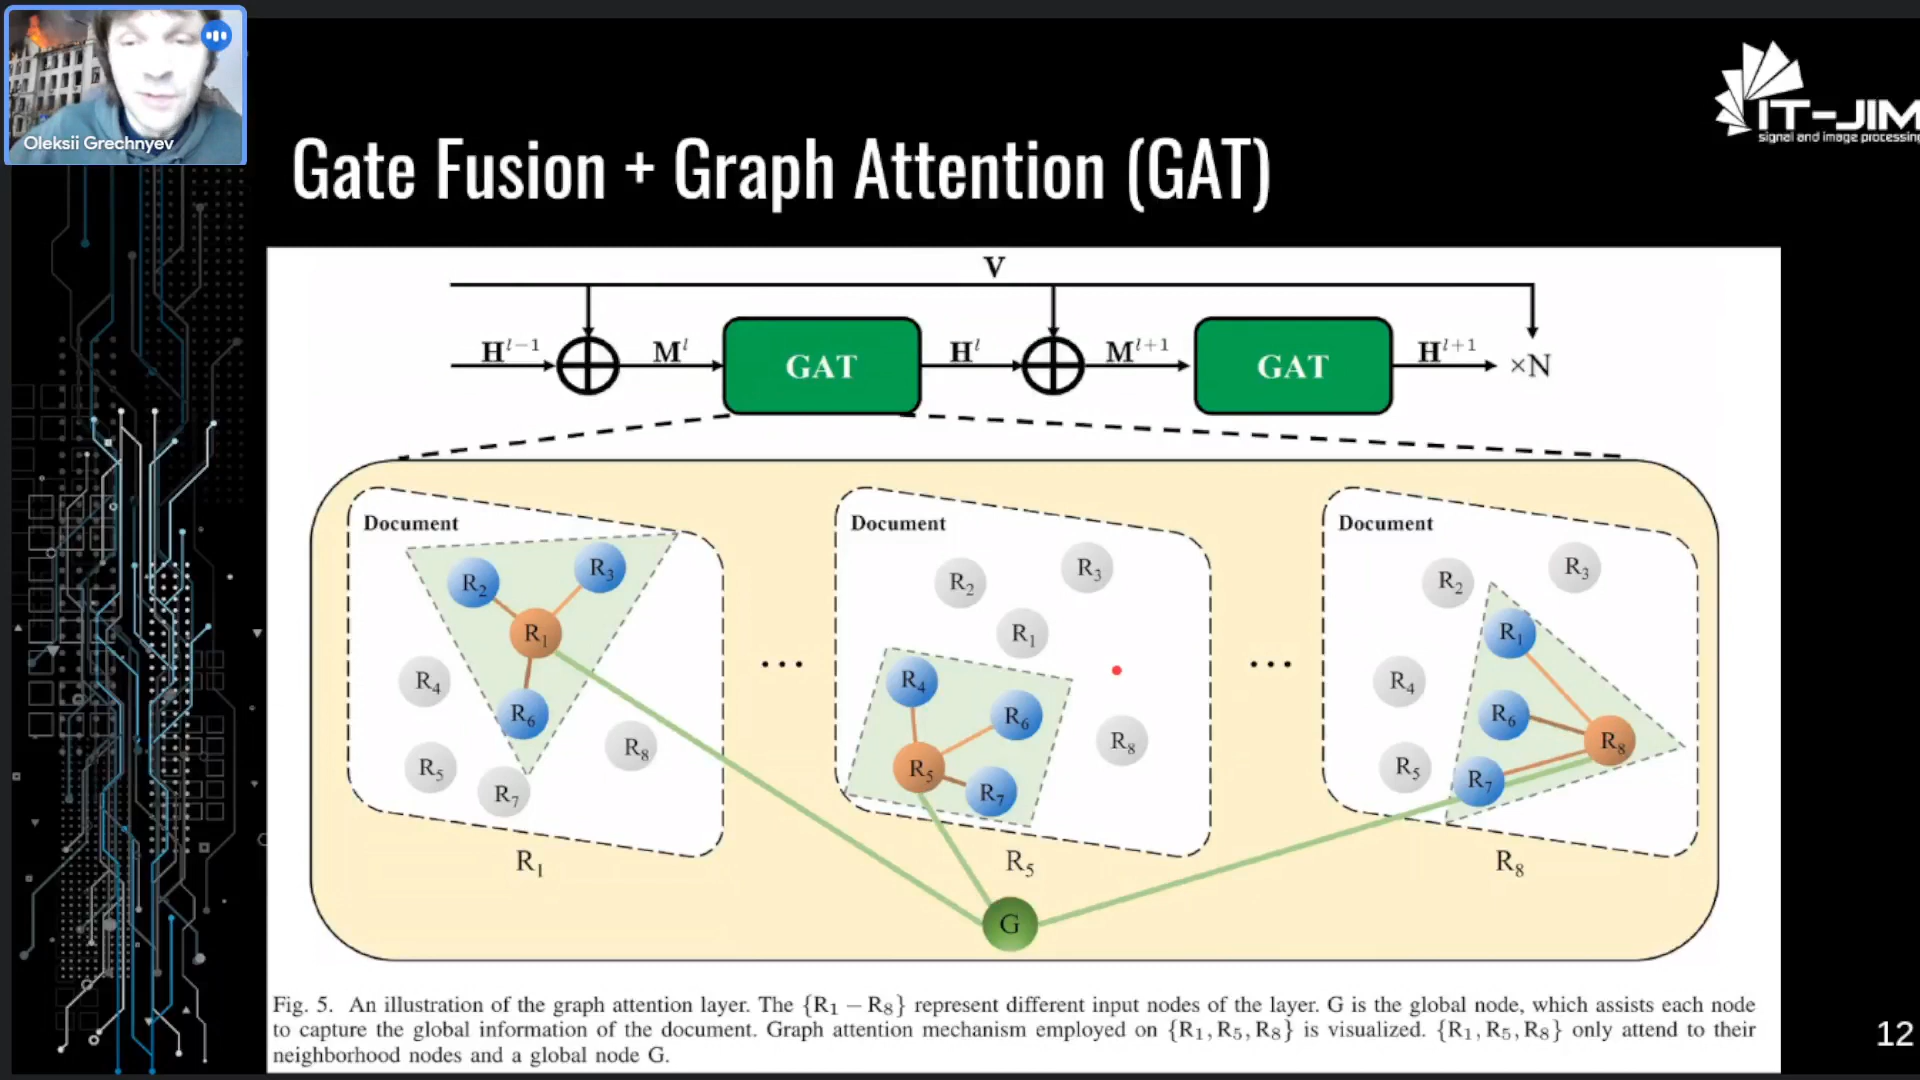 Oleksii Grechnyev
IT-JIM
signal and image processing
Gate Fusion + Graph Attention (GAT)
V
H^{l-1} M^l GAT H^l M^{l+1} GAT H^{l+1} ×N
Document
R₂ R₃ R₁ R₄ R₆ R₅ R₇ R₈
R₁
...
Document
R₂ R₃ R₁ R₄ R₆ R₅ R₇ R₈
R₅
...
Document
R₂ R₃ R₁ R₄ R₆ R₅ R₇ R₈
R₈
G
Fig. 5. An illustration of the graph attention layer. The {R₁ − R₈} represent different input nodes of the layer. G is the global node, which assists each node
to capture the global information of the document. Graph attention mechanism employed on {R₁, R₅, R₈} is visualized. {R₁, R₅, R₈} only attend to their
neighborhood nodes and a global node G.
12